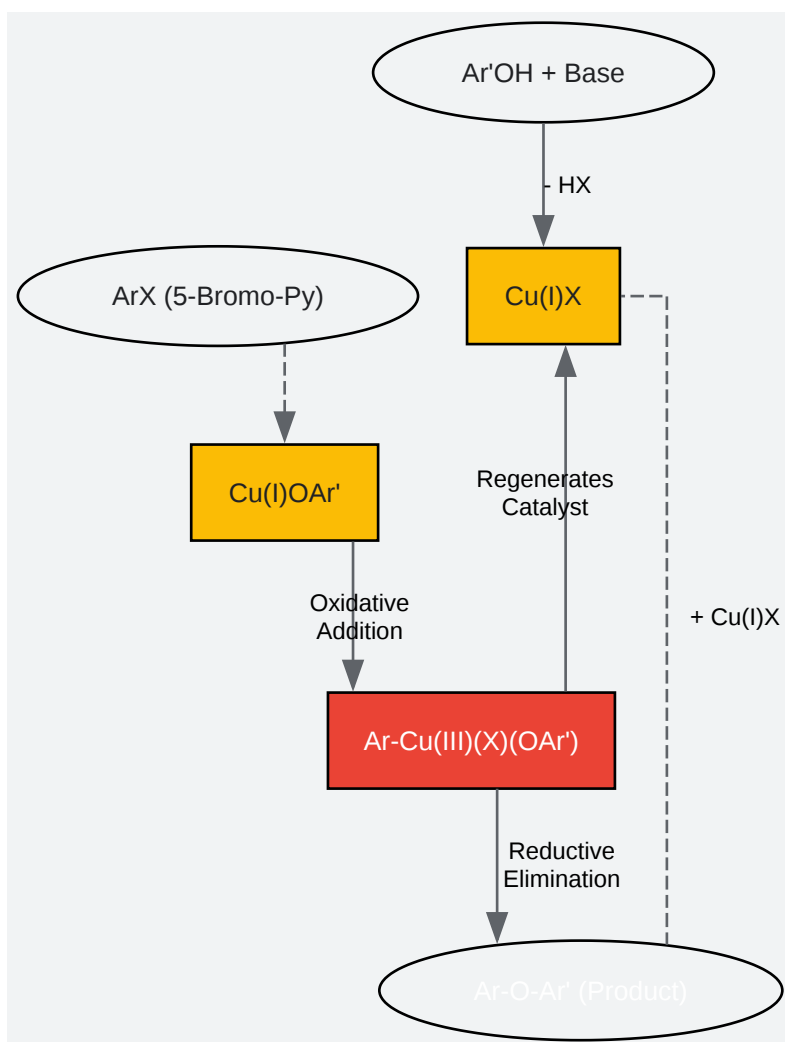 Ar'OH + Base
- HX
ArX (5-Bromo-Py)
Cu(I)X
Cu(I)OAr'
Regenerates
Catalyst
Oxidative
Addition
+ Cu(I)X
Ar-Cu(III)(X)(OAr')
Reductive
Elimination
Ar-O-Ar' (Product)